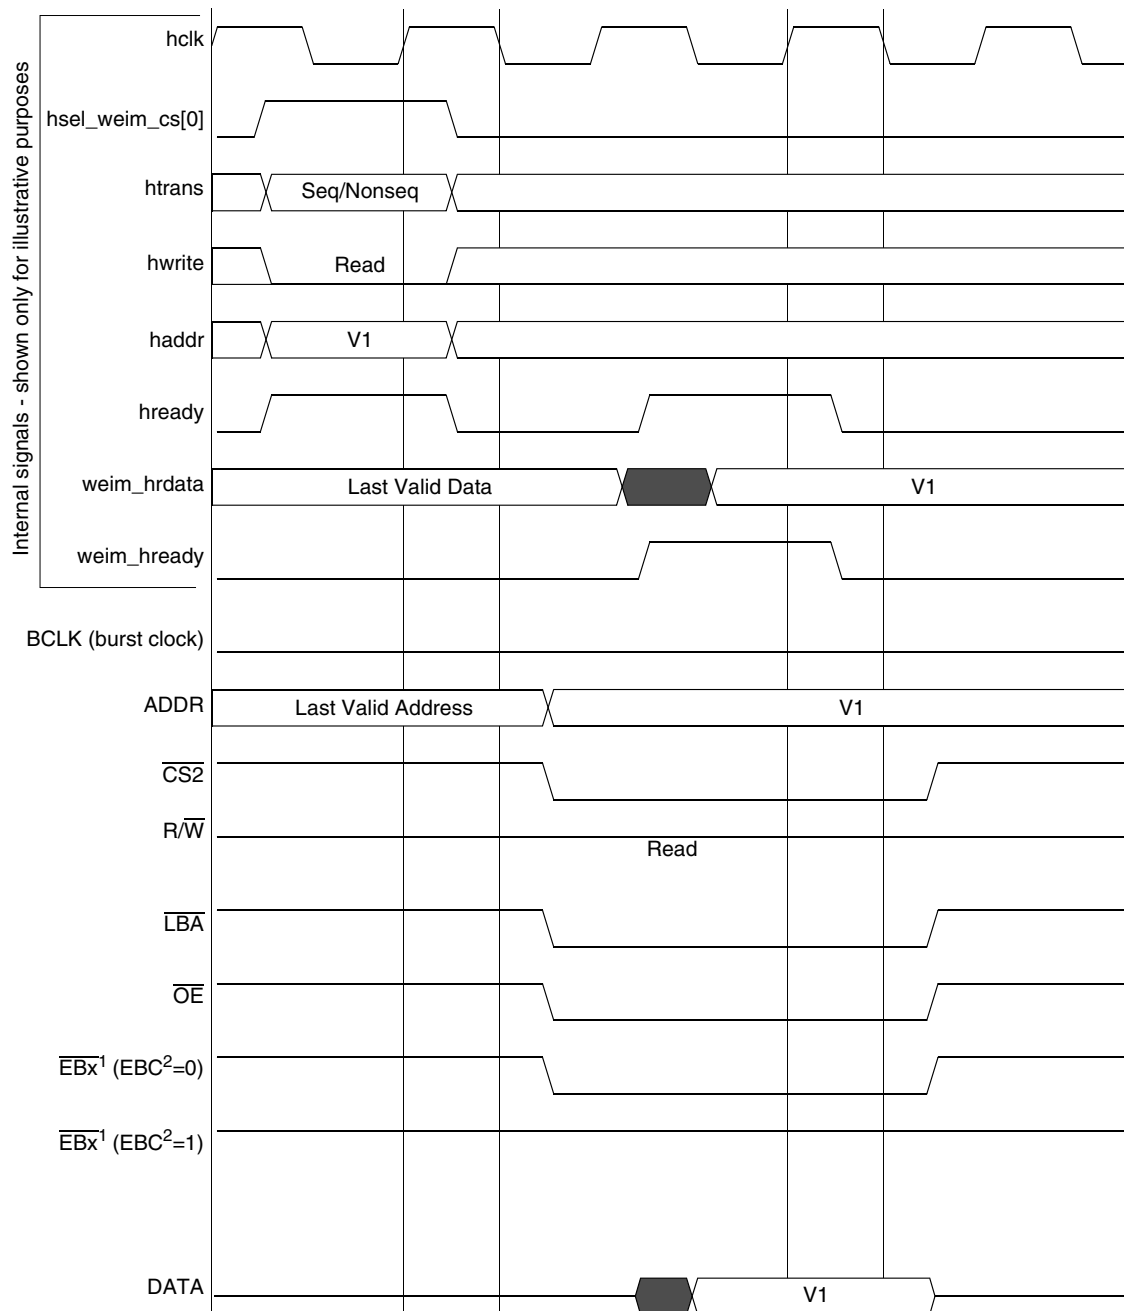 Internal signals - shown only for illustrative purposes
hclk
hsel_weim_cs[0]
htrans Seq/Nonseq
hwrite Read
haddr V1
hready
weim_hrdata Last Valid Data V1
weim_hready
BCLK (burst clock)
ADDR Last Valid Address V1
CS2
R/W
Read
LBA
OE
EBx1 (EBC2=0)
EBx1 (EBC2=1)
DATA V1